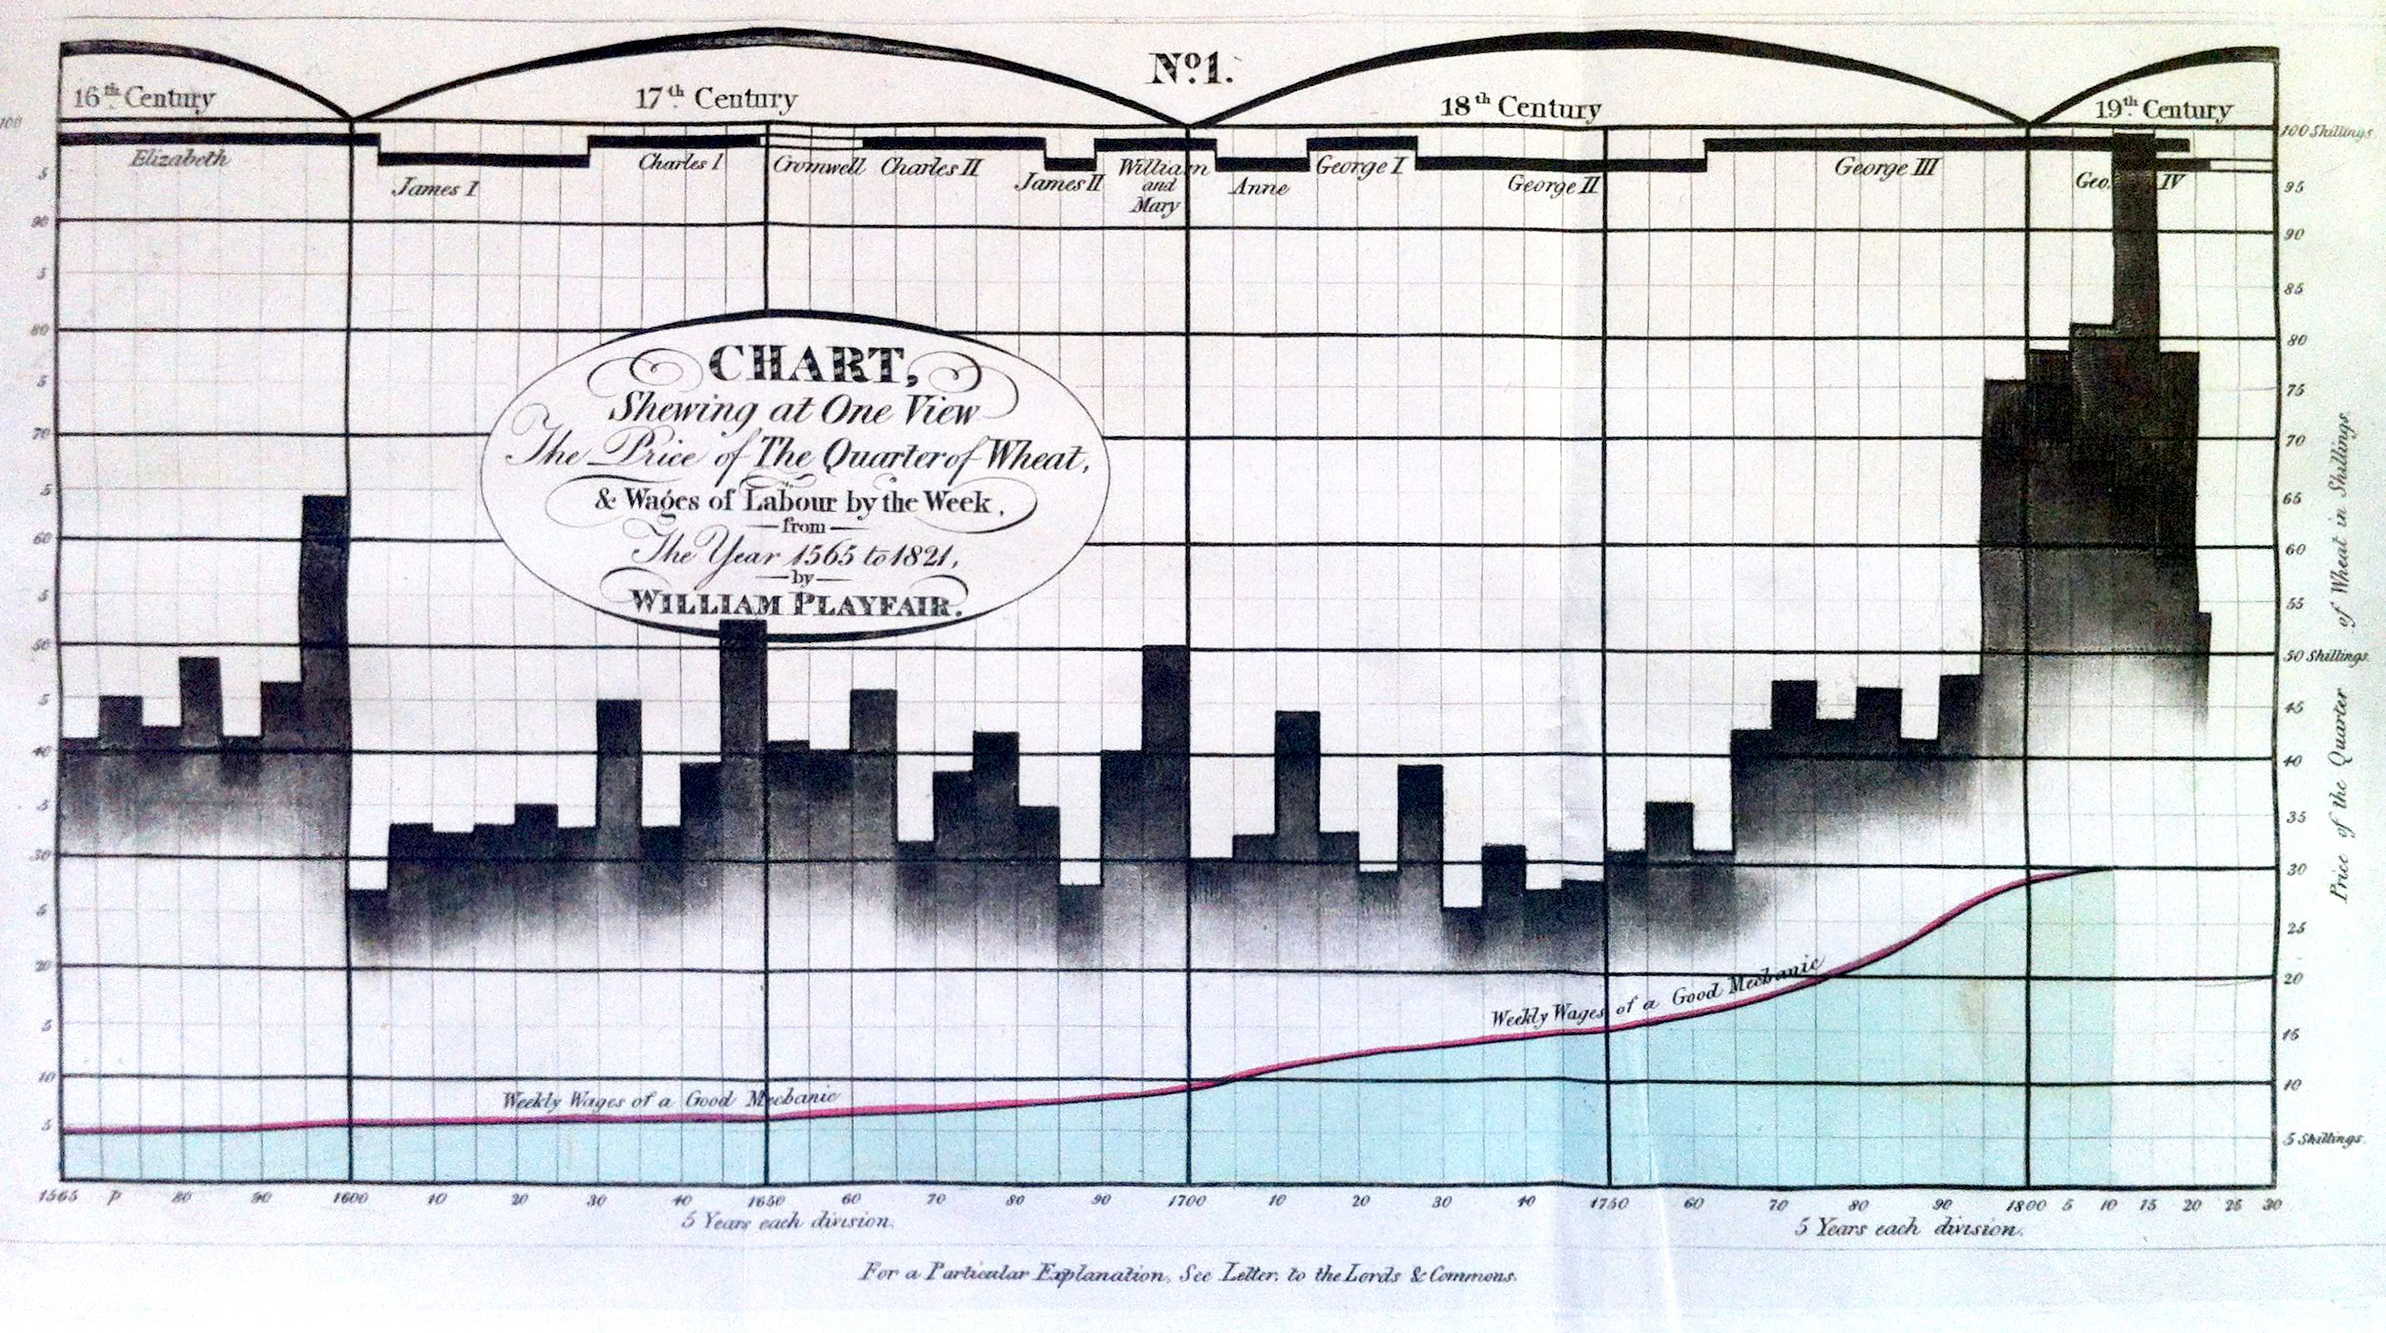 No. 1.
16th Century
17th Century
18th Century
19th Century
Elizabeth
James I
Charles I
Cromwell
Charles II
James II
William
and
Mary
Anne
George I
George II
George III
Geo. IV
CHART,
Shewing at One View
The Price of The Quarter of Wheat,
& Wages of Labour by the Week,
from
The Year 1565 to 1821,
by
WILLIAM PLAYFAIR.
100
5
90
5
80
5
70
5
60
5
50
5
40
5
30
5
20
5
10
5
100 Shillings
95
90
85
80
75
70
65
60
55
50 Shillings
45
40
35
30
25
20
15
10
5 Shillings
Price of the Quarter of Wheat in Shillings
Weekly Wages of a Good Mechanic
Weekly Wages of a Good Mechanic
1565 80 90 1600 10 20 30 40 1650 60 70 80 90 1700 10 20 30 40 1750 60 70 80 90 1800 5 10 15 20 25 30
5 Years each division.
5 Years each division.
For a Particular Explanation, See Letter, to the Lords & Commons.